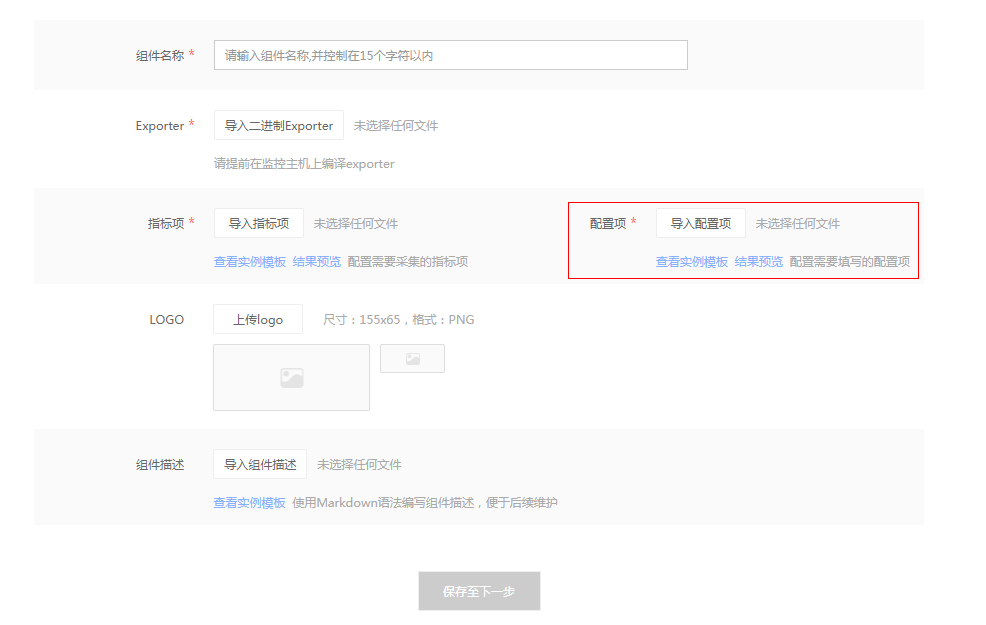 组件名称 * 请输入组件名称,并控制在15个字符以内
Exporter * 导入二进制Exporter 未选择任何文件
请提前在监控主机上编译exporter
指标项 * 导入指标项 未选择任何文件 配置项 * 导入配置项 未选择任何文件
查看实例模板 结果预览 配置需要采集的指标项 查看实例模板 结果预览 配置需要填写的配置项
LOGO 上传logo 尺寸：155x65，格式：PNG
组件描述 导入组件描述 未选择任何文件
查看实例模板 使用Markdown语法编写组件描述，便于后续维护
保存至下一步